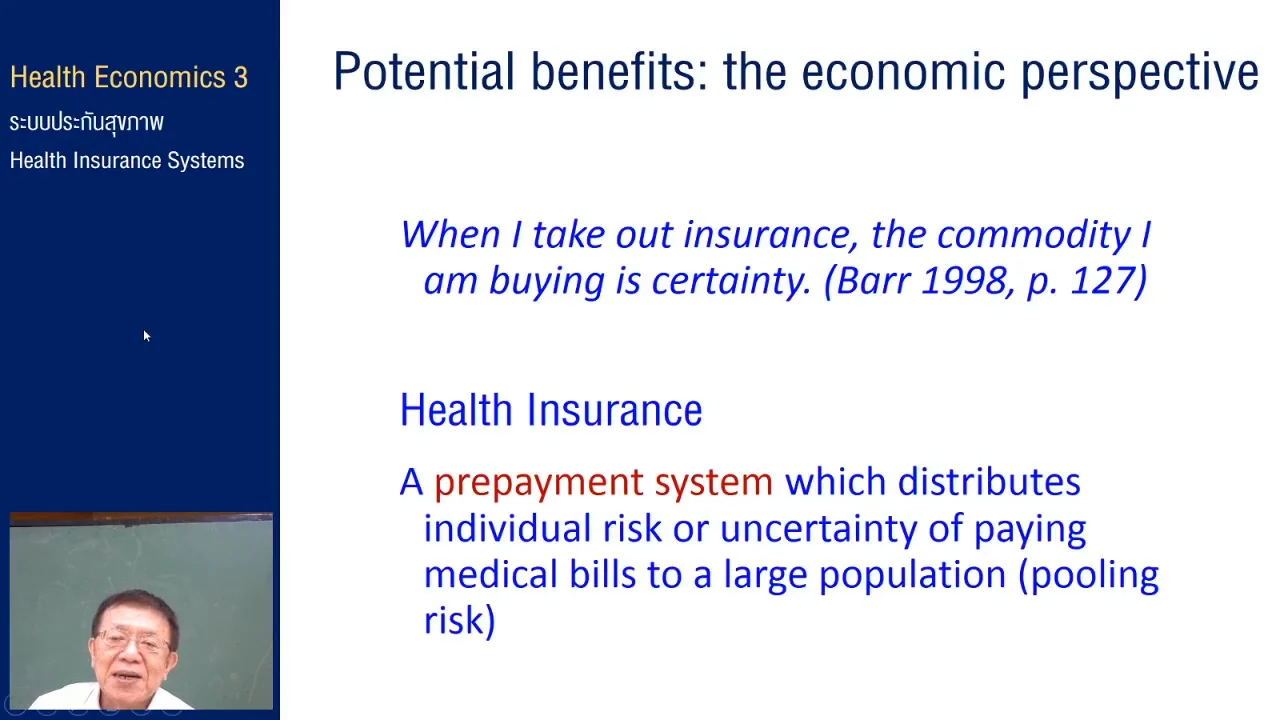 Health Economics 3
ระบบประกันสุขภาพ
Health Insurance Systems
Potential benefits: the economic perspective
When I take out insurance, the commodity I
am buying is certainty. (Barr 1998, p. 127)
Health Insurance
A prepayment system which distributes
individual risk or uncertainty of paying
medical bills to a large population (pooling
risk)